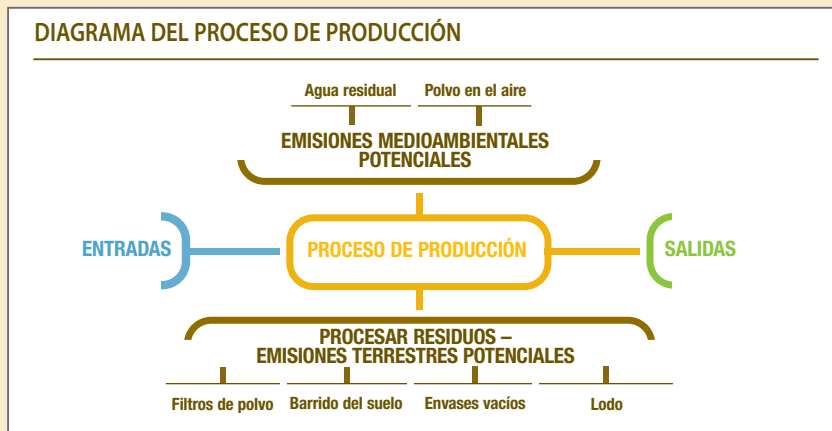 DIAGRAMA DEL PROCESO DE PRODUCCIÓN
Agua residual
Polvo en el aire
EMISIONES MEDIOAMBIENTALES
POTENCIALES
ENTRADAS
PROCESO DE PRODUCCIÓN
SALIDAS
PROCESAR RESIDUOS –
EMISIONES TERRESTRES POTENCIALES
Filtros de polvo
Barrido del suelo
Envases vacíos
Lodo